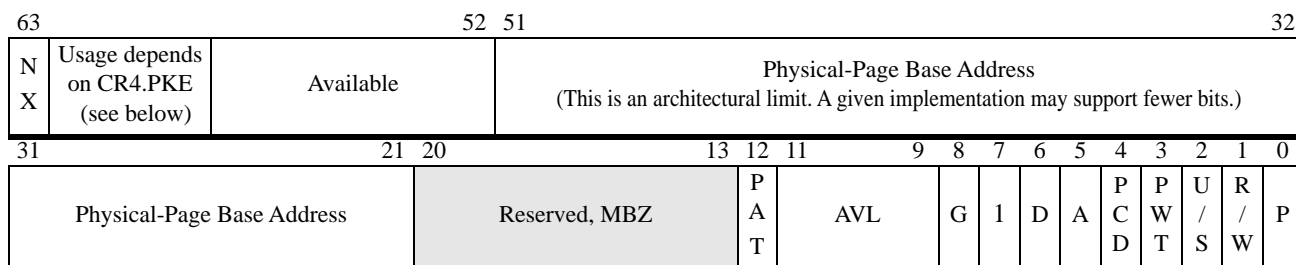 63 52 51 32
N X
Usage depends on CR4.PKE (see below)
Available
Physical-Page Base Address
(This is an architectural limit. A given implementation may support fewer bits.)
31 21 20 13 12 11 9 8 7 6 5 4 3 2 1 0
Physical-Page Base Address
Reserved, MBZ
P A T
AVL
G
1
D
A
P C D
P W T
U / S
R / W
P